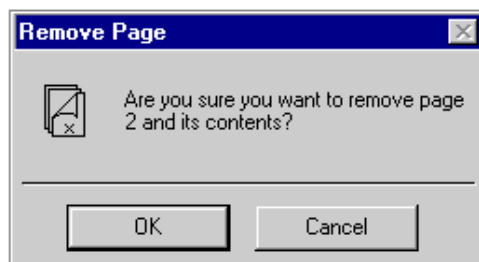 Remove Page
Are you sure you want to remove page
2 and its contents?
OK
Cancel